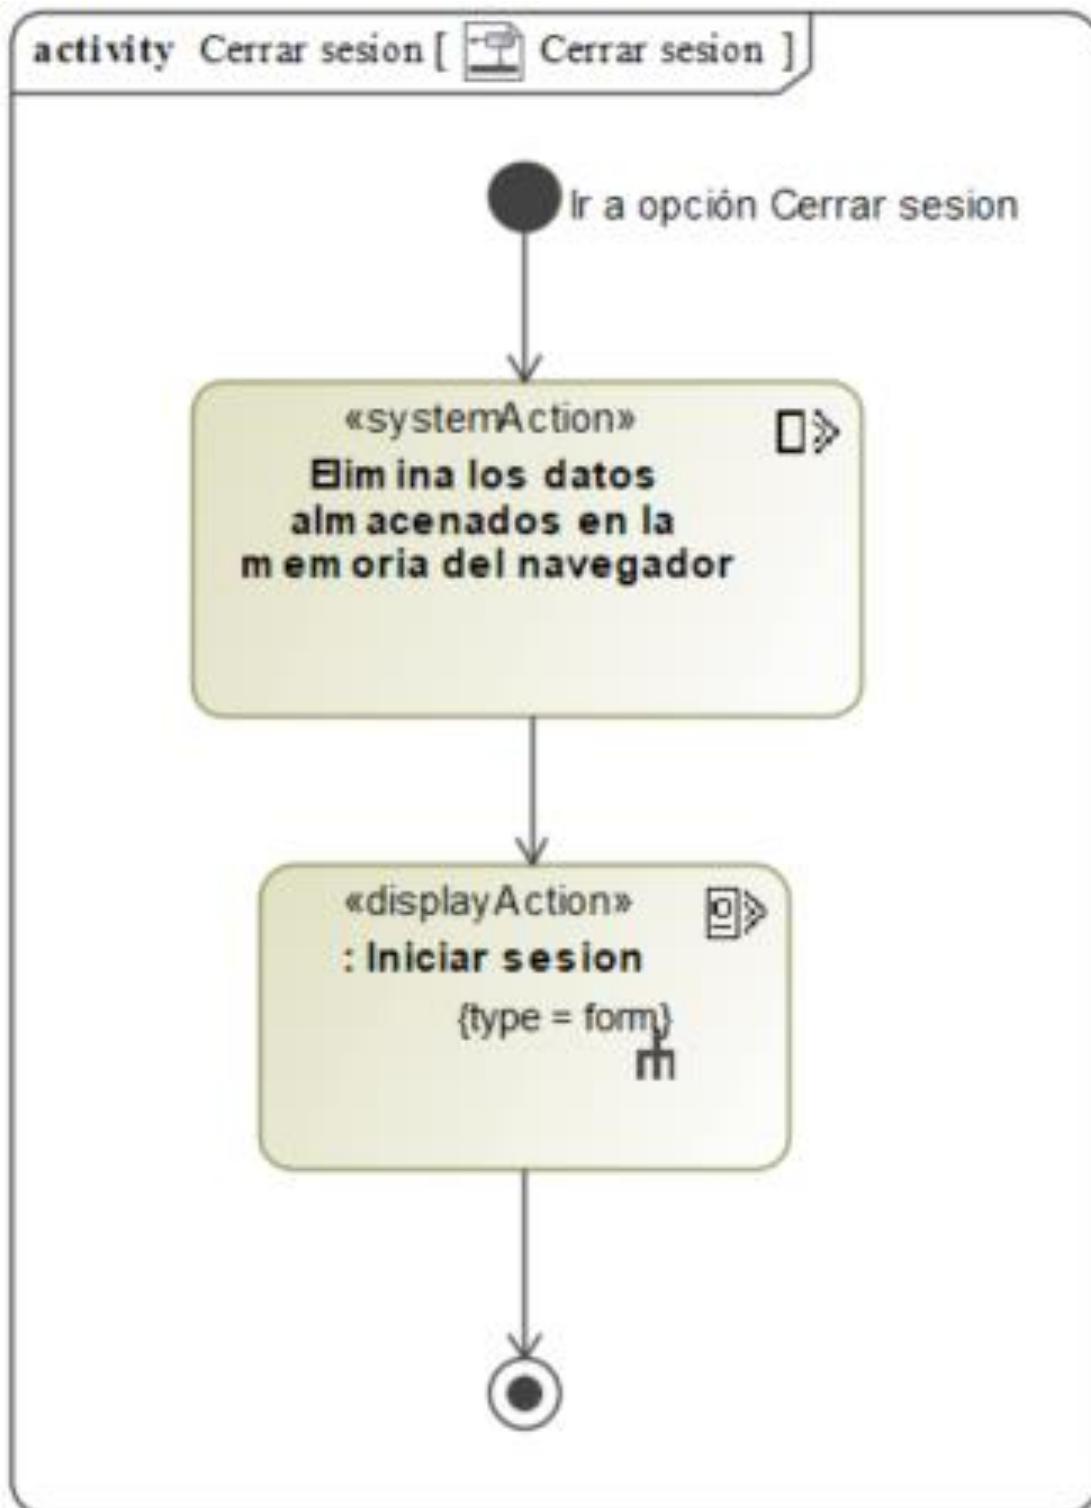 activity Cerrar sesion [ Cerrar sesion ]
Ir a opción Cerrar sesion
«systemAction»
Elimina los datos
almacenados en la
memoria del navegador
«displayAction»
: Iniciar sesion
{type = form}